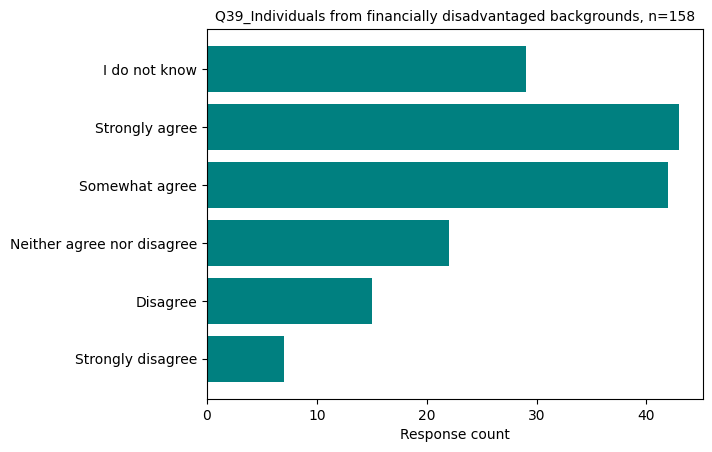 Q39_Individuals from financially disadvantaged backgrounds, n=158
I do not know
Strongly agree
Somewhat agree
Neither agree nor disagree
Disagree
Strongly disagree
0 10 20 30 40
Response count